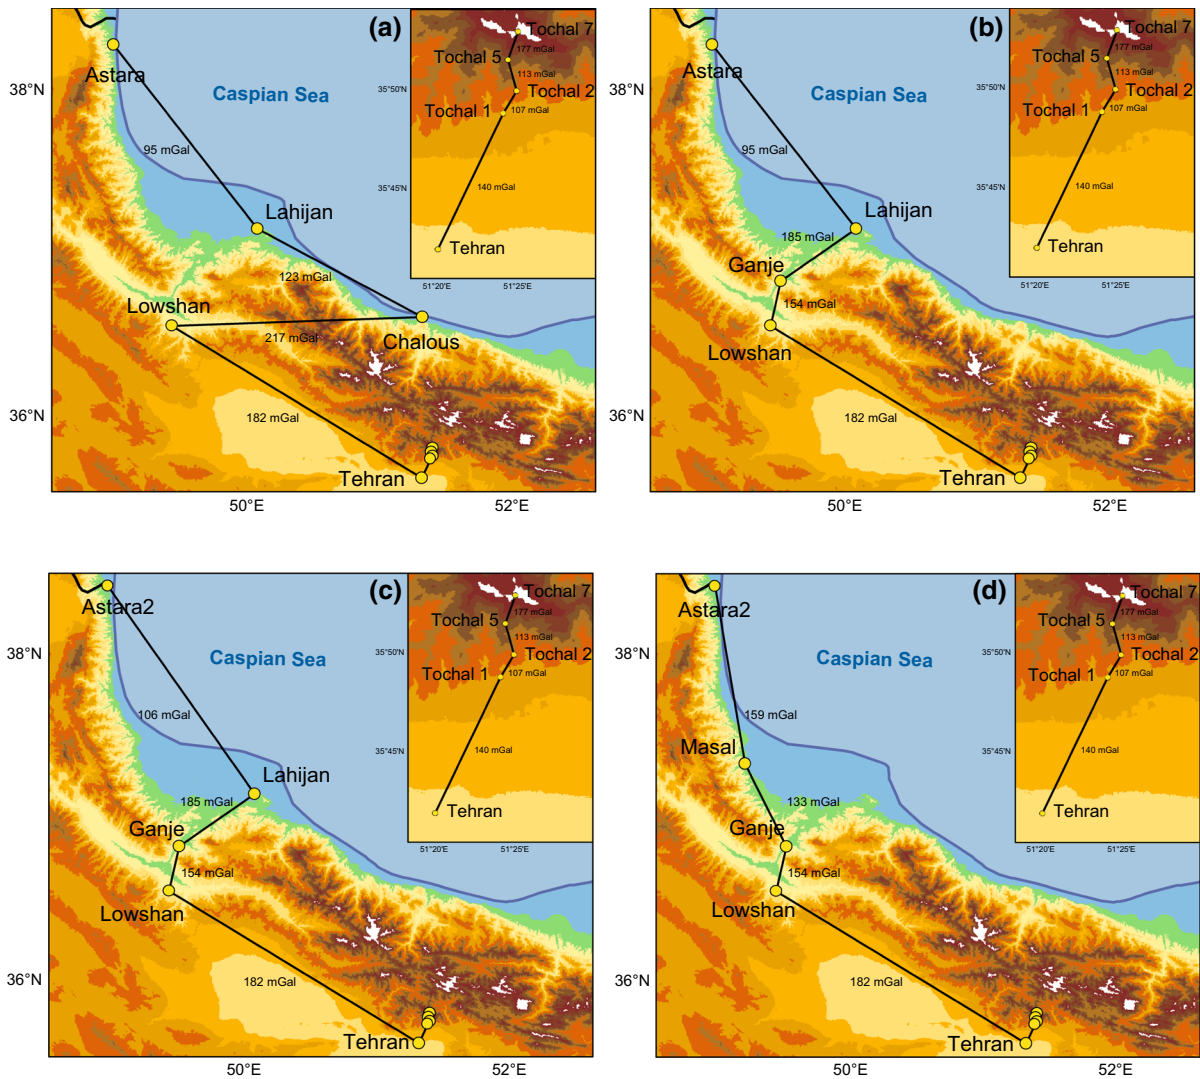 (a)
Tochal 7
177 mGal
Tochal 5
113 mGal
Tochal 2
Tochal 1
107 mGal
35°50'N
35°45'N
140 mGal
Tehran
51°20'E
51°25'E
Astara
38°N
Caspian Sea
95 mGal
Lahijan
123 mGal
Lowshan
217 mGal
Chalous
36°N
182 mGal
Tehran
50°E
52°E
(b)
Tochal 7
177 mGal
Tochal 5
113 mGal
Tochal 2
Tochal 1
107 mGal
35°50'N
35°45'N
140 mGal
Tehran
51°20'E
51°25'E
Astara
38°N
Caspian Sea
95 mGal
Lahijan
185 mGal
Ganje
154 mGal
Lowshan
36°N
182 mGal
Tehran
50°E
52°E
(c)
Tochal 7
177 mGal
Tochal 5
113 mGal
Tochal 2
Tochal 1
107 mGal
35°50'N
35°45'N
140 mGal
Tehran
51°20'E
51°25'E
Astara2
38°N
Caspian Sea
106 mGal
Lahijan
185 mGal
Ganje
154 mGal
Lowshan
36°N
182 mGal
Tehran
50°E
52°E
(d)
Tochal 7
177 mGal
Tochal 5
113 mGal
Tochal 2
Tochal 1
107 mGal
35°50'N
35°45'N
140 mGal
Tehran
51°20'E
51°25'E
Astara2
38°N
Caspian Sea
159 mGal
Masal
133 mGal
Ganje
154 mGal
Lowshan
36°N
182 mGal
Tehran
50°E
52°E